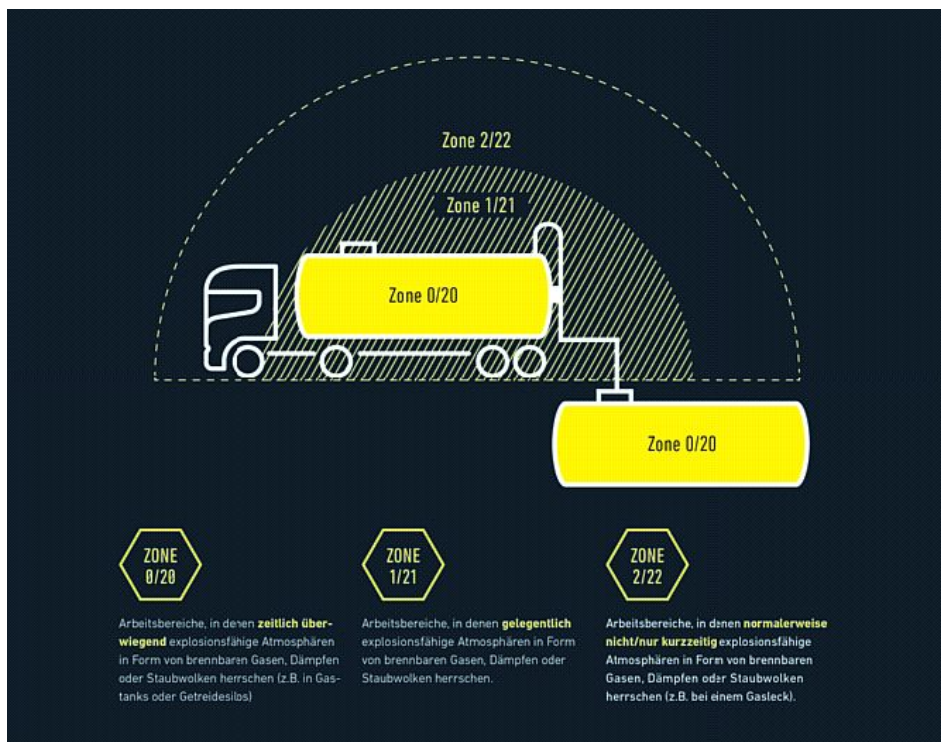 Zone 2/22
Zone 1/21
Zone 0/20
Zone 0/20
ZONE
0/20
Arbeitsbereiche, in denen zeitlich über-
wiegend explosionsfähige Atmosphären
in Form von brennbaren Gasen, Dämpfen
oder Staubwolken herrschen (z.B. in Gas-
tanks oder Getreidesilos)
ZONE
1/21
Arbeitsbereiche, in denen gelegentlich
explosionsfähige Atmosphären in Form
von brennbaren Gasen, Dämpfen oder
Staubwolken herrschen.
ZONE
2/22
Arbeitsbereiche, in denen normalerweise
nicht/nur kurzzeitig explosionsfähige
Atmosphären in Form von brennbaren
Gasen, Dämpfen oder Staubwolken
herrschen (z.B. bei einem Gasleck).